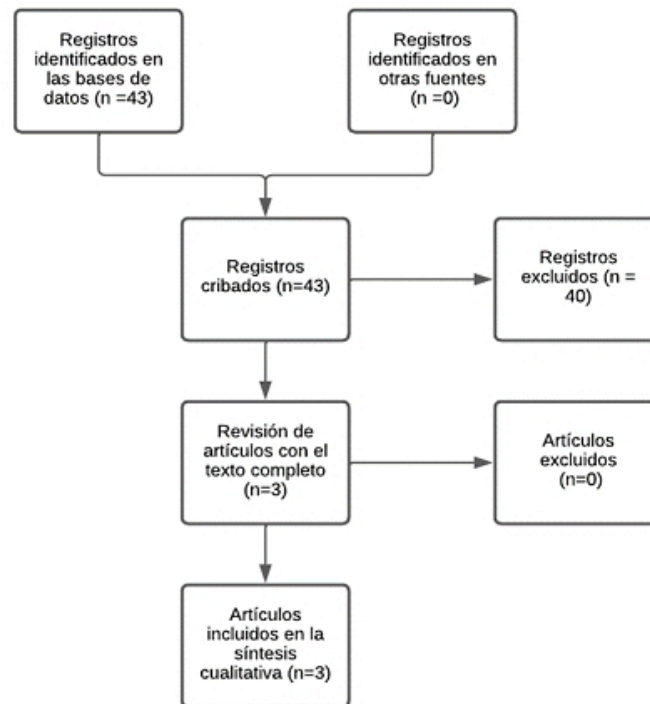 Registros
identificados en
las bases de
datos (n =43)
Registros
identificados en
otras fuentes
(n =0)
Registros
cribados (n=43)
Registros
excluidos (n =
40)
Revisión de
artículos con el
texto completo
(n=3)
Artículos
excluidos
(n=0)
Artículos
incluidos en la
síntesis
cualitativa (n=3)